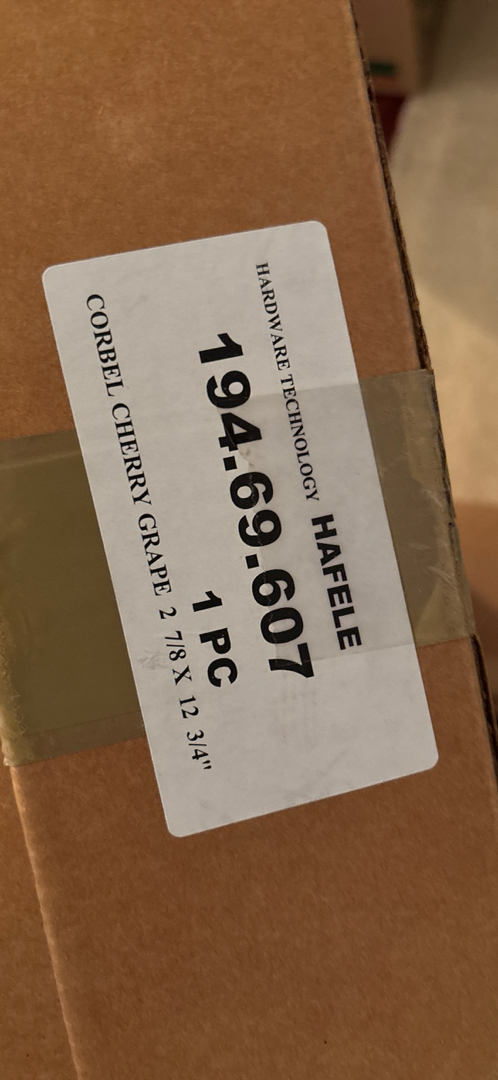 HARDWARE TECHNOLOGY HAFELE
194.69.607
1 PC
CORBEL CHERRY GRAPE 2 7/8 X 12 3/4"